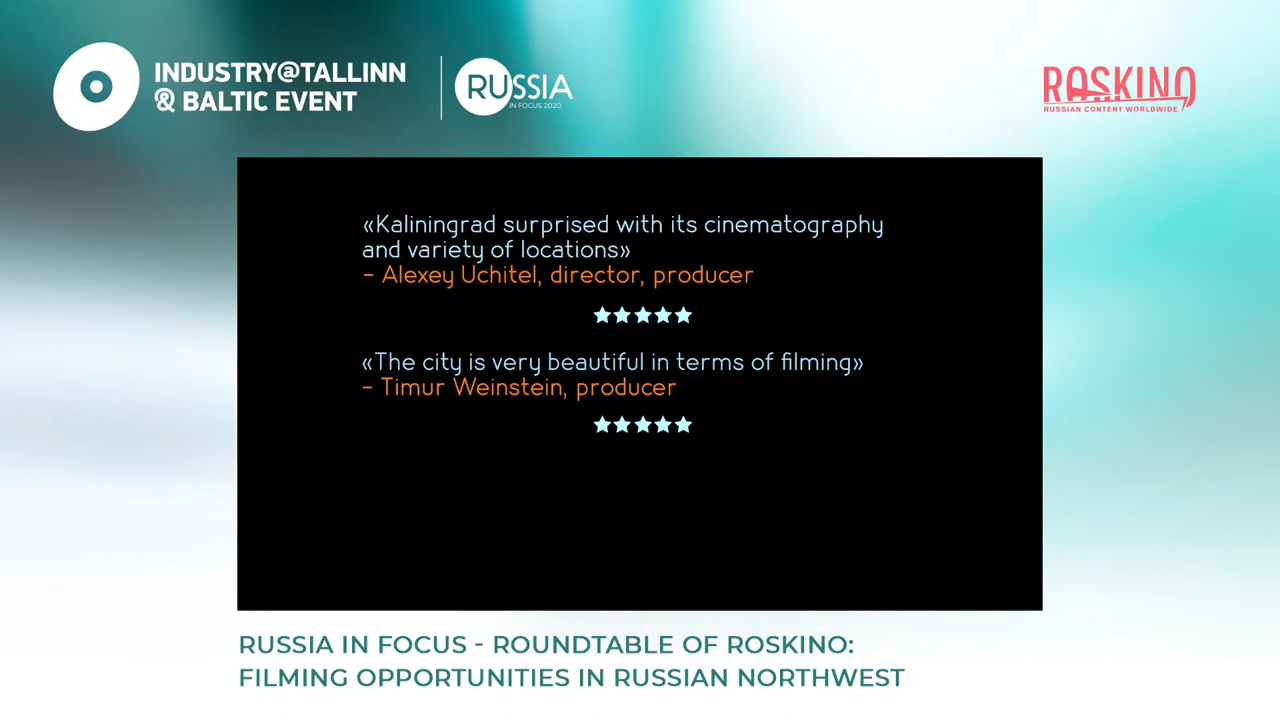 INDUSTRY@TALLINN
& BALTIC EVENT
RUSSIA
IN FOCUS 2020
ROSKINO
RUSSIAN CONTENT WORLDWIDE
«Kaliningrad surprised with its cinematography
and variety of locations»
- Alexey Uchitel, director, producer
«The city is very beautiful in terms of filming»
- Timur Weinstein, producer
RUSSIA IN FOCUS - ROUNDTABLE OF ROSKINO:
FILMING OPPORTUNITIES IN RUSSIAN NORTHWEST